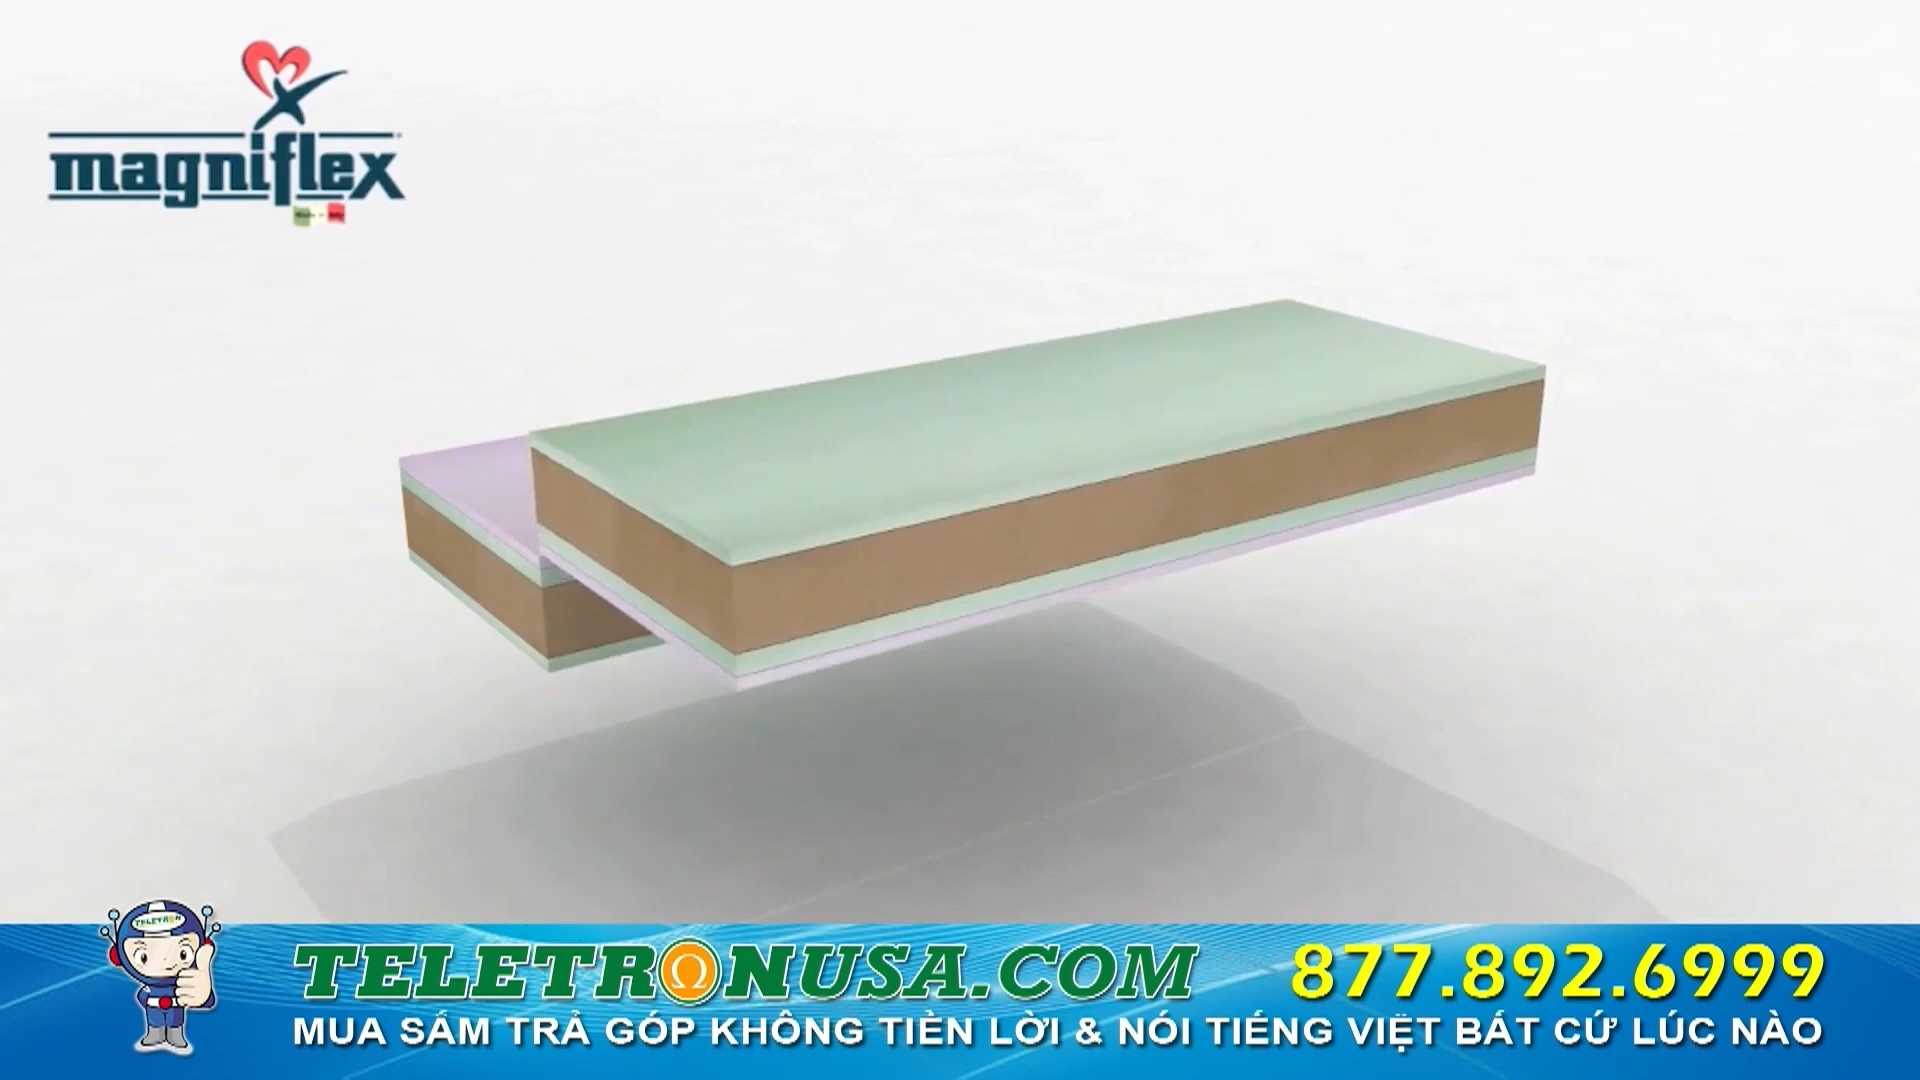 magniflex
TELETRON
TELETRONUSA.COM
877.892.6999
MUA SẮM TRẢ GÓP KHÔNG TIỀN LỜI & NÓI TIẾNG VIỆT BẤT CỨ LÚC NÀO